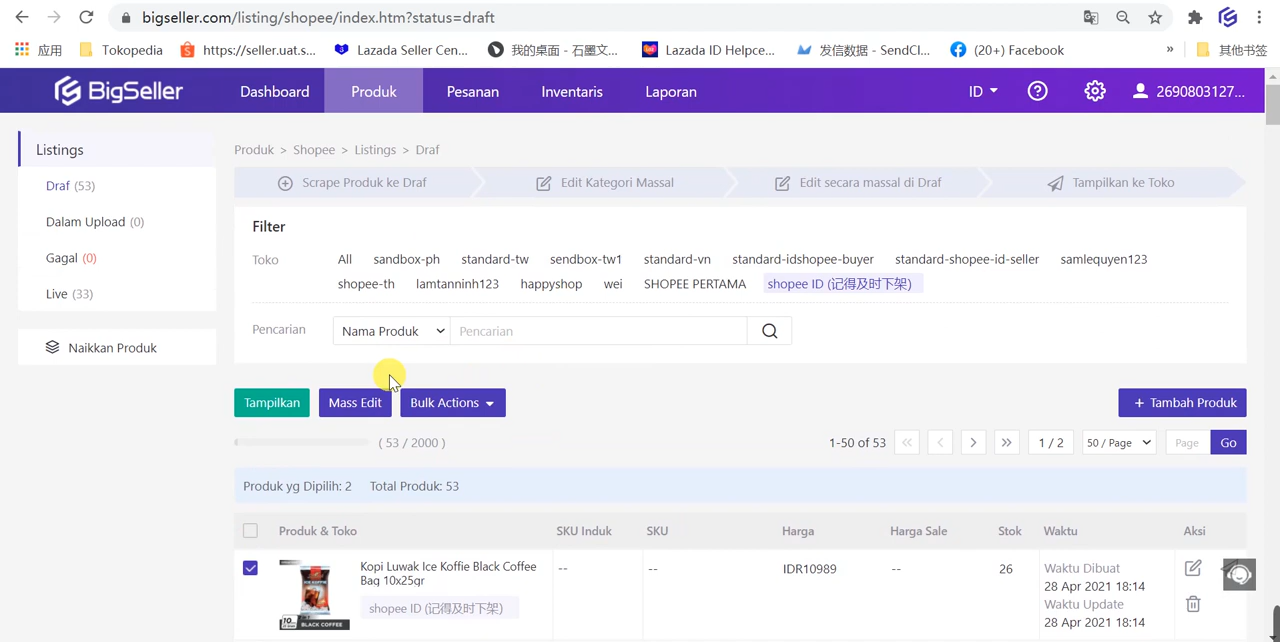 bigseller.com/listing/shopee/index.htm?status=draft
应用 Tokopedia https://seller.uat.s... Lazada Seller Cen... 我的桌面 - 石墨文... Lazada ID Helpce... 发信数据 - SendCl... (20+) Facebook » 其他书签
BigSeller Dashboard Produk Pesanan Inventaris Laporan ID 2690803127...
Listings
Draf (53)
Dalam Upload (0)
Gagal (0)
Live (33)
Naikkan Produk
Produk > Shopee > Listings > Draf
Scrape Produk ke Draf Edit Kategori Massal Edit secara massal di Draf Tampilkan ke Toko
Filter
Toko All sandbox-ph standard-tw sendbox-tw1 standard-vn standard-idshopee-buyer standard-shopee-id-seller samlequyen123
shopee-th lamtanninh123 happyshop wei SHOPEE PERTAMA shopee ID (记得及时下架)
Pencarian Nama Produk Pencarian
Tampilkan Mass Edit Bulk Actions + Tambah Produk
( 53 / 2000 ) 1-50 of 53 « < > » 1 / 2 50 / Page Page Go
Produk yg Dipilih: 2 Total Produk: 53
Produk & Toko SKU Induk SKU Harga Harga Sale Stok Waktu Aksi
Kopi Luwak Ice Koffie Black Coffee -- -- IDR10989 -- 26 Waktu Dibuat
Bag 10x25gr 28 Apr 2021 18:14
shopee ID (记得及时下架) Waktu Update
28 Apr 2021 18:14
ICE KOFFIE
10
BLACK COFFEE